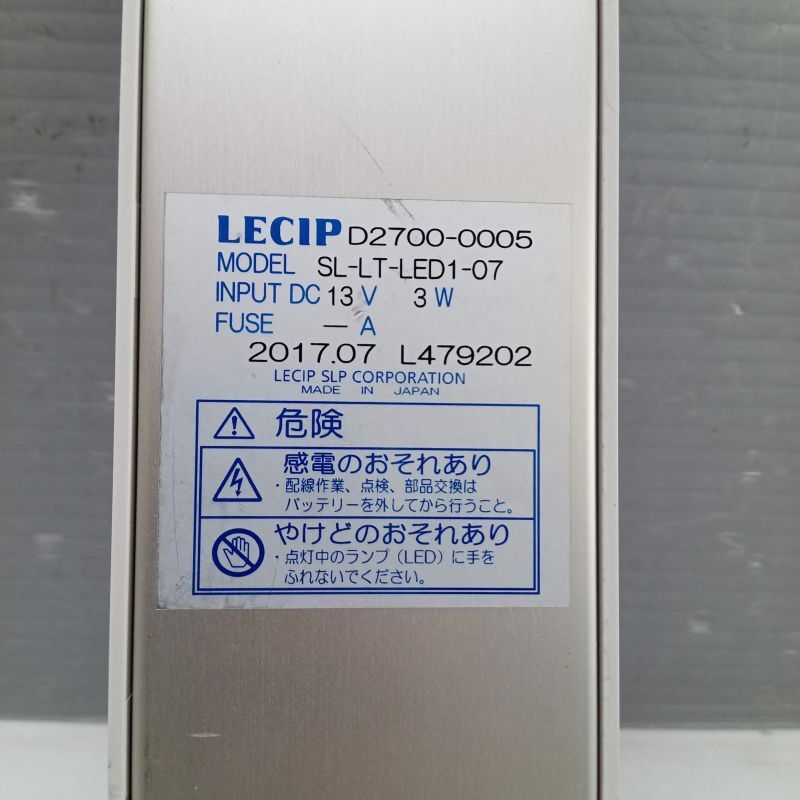 LECIP D2700-0005
MODEL SL-LT-LED1-07
INPUT DC 13 V 3 W
FUSE — A
2017.07 L479202
LECIP SLP CORPORATION
MADE IN JAPAN
危険
感電のおそれあり
・配線作業、点検、部品交換は
バッテリーを外してから行うこと。
やけどのおそれあり
・点灯中のランプ（LED）に手を
ふれないでください。